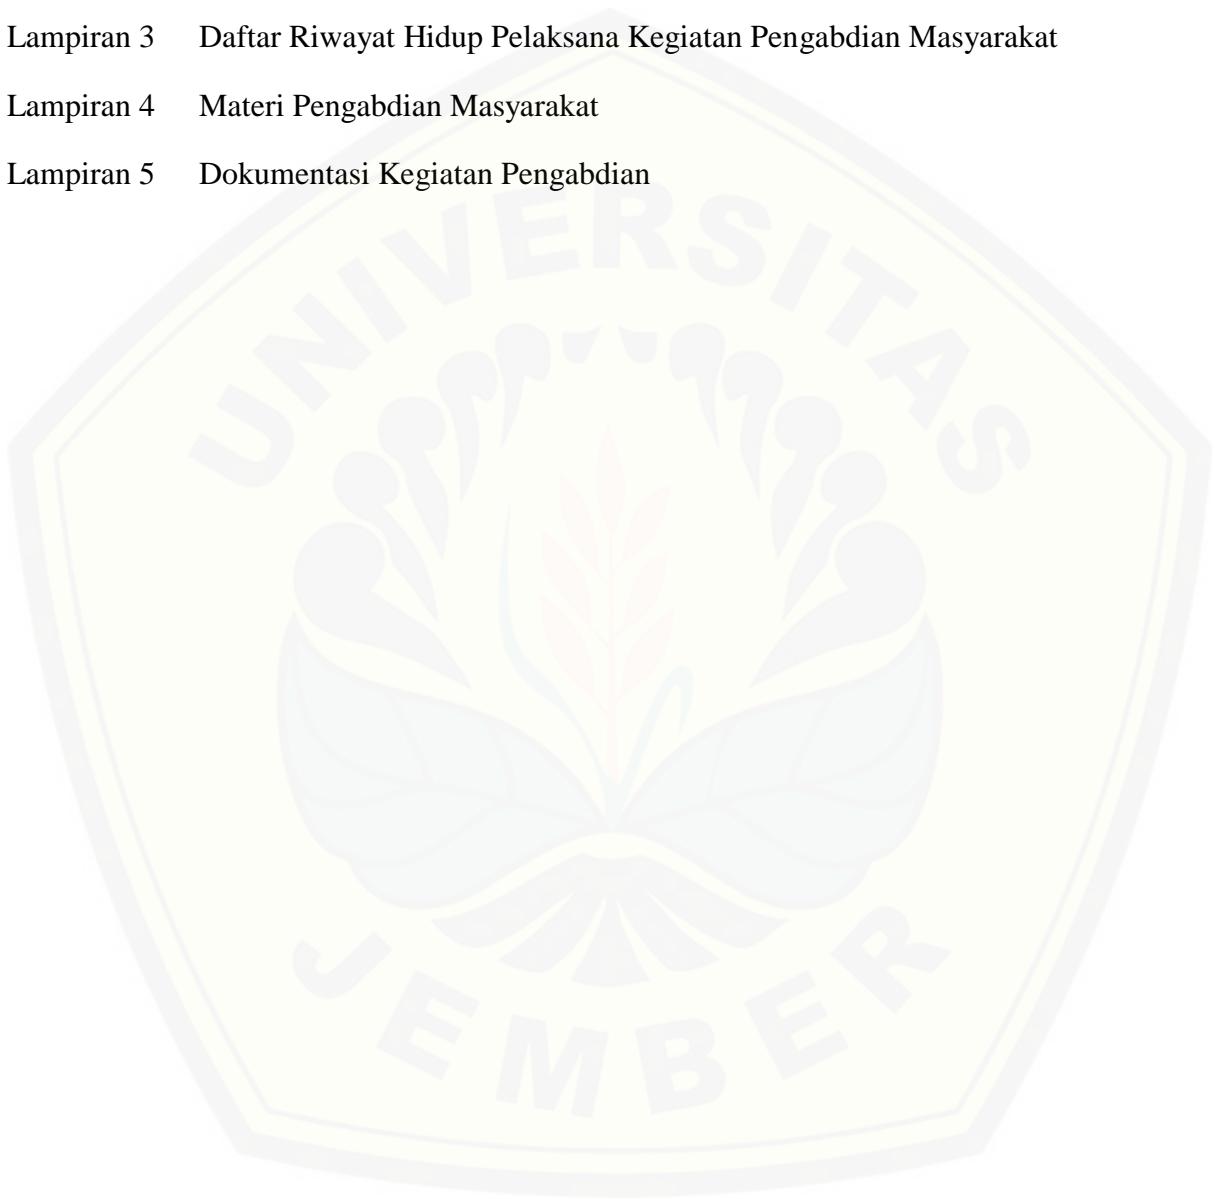 Lampiran 3 Daftar Riwayat Hidup Pelaksana Kegiatan Pengabdian Masyarakat
Lampiran 4 Materi Pengabdian Masyarakat
Lampiran 5 Dokumentasi Kegiatan Pengabdian
UNIVERSITAS
JEMBER